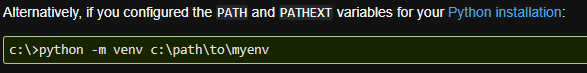 Alternatively, if you configured the PATH and PATHEXT variables for your Python installation:
c:\>python -m venv c:\path\to\myenv